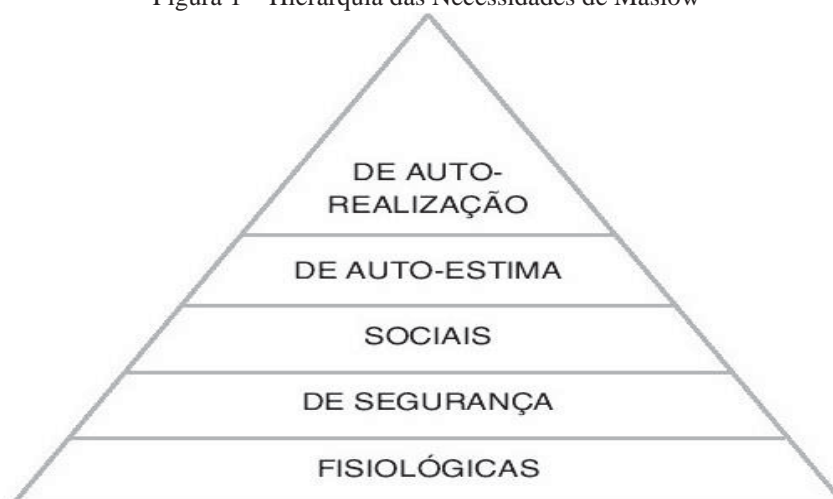 Figura 1 – Hierarquia das Necessidades de Maslow
DE AUTO-
REALIZAÇÃO
DE AUTO-ESTIMA
SOCIAIS
DE SEGURANÇA
FISIOLÓGICAS